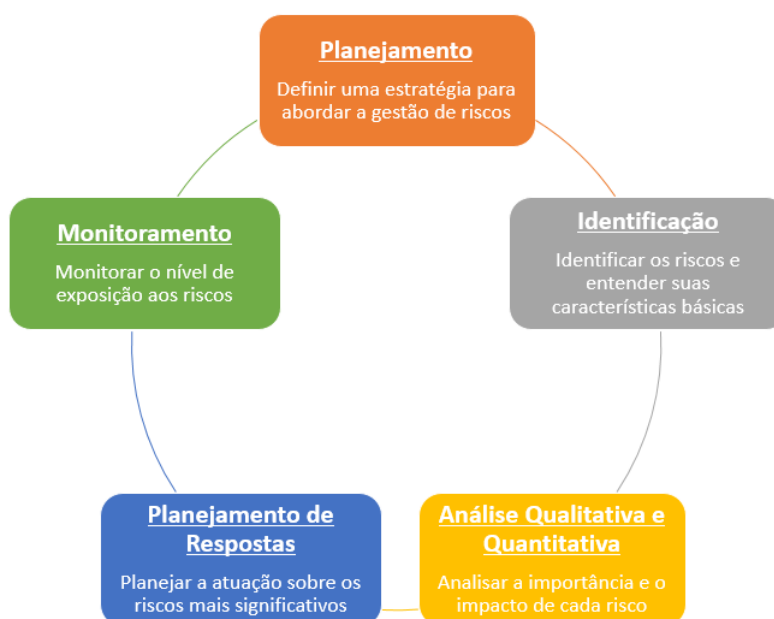 Planejamento
Definir uma estratégia para
abordar a gestão de riscos
Identificação
Identificar os riscos e
entender suas
características básicas
Análise Qualitativa e
Quantitativa
Analisar a importância e o
impacto de cada risco
Planejamento de
Respostas
Planejar a atuação sobre os
riscos mais significativos
Monitoramento
Monitorar o nível de
exposição aos riscos